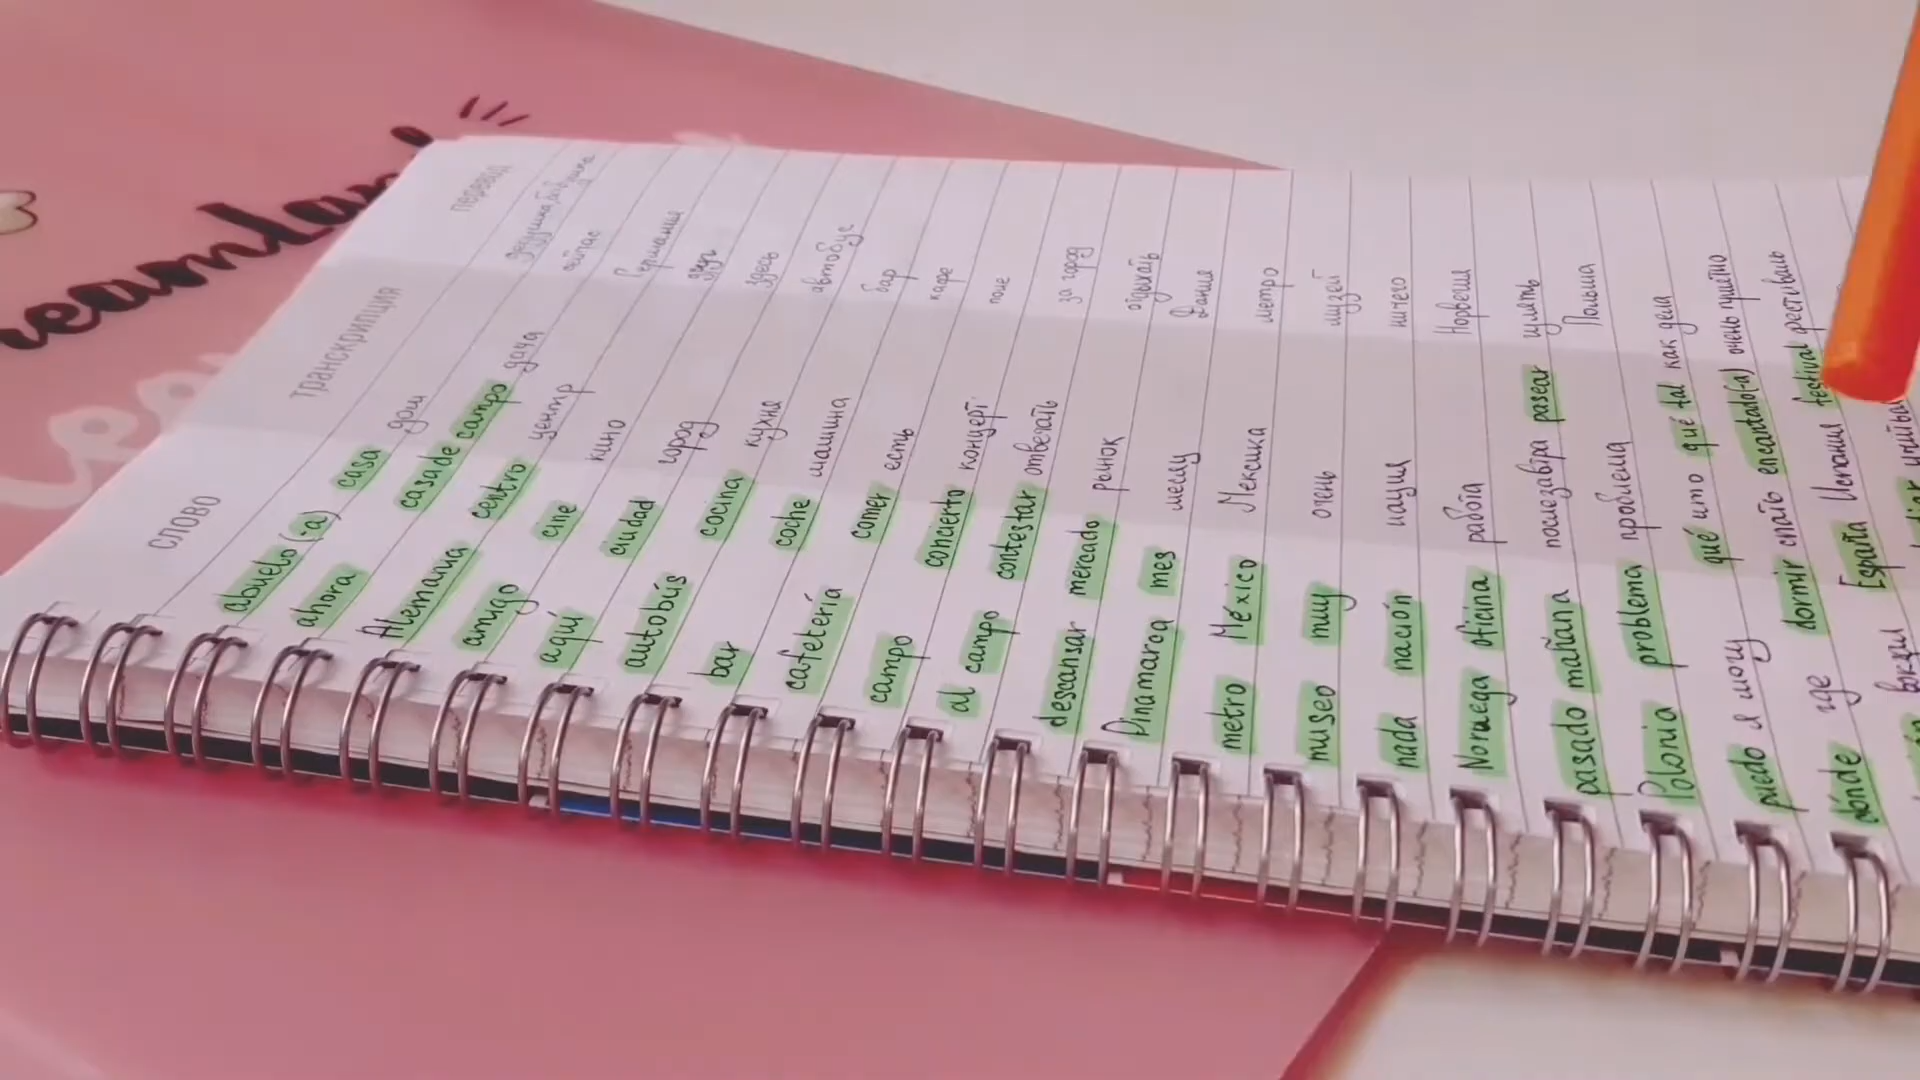 слово транскрипция перевод
abuelo (-a) casa дом дедушка, бабушка
ahora casa de campo дача сейчас
Alemania centro центр Германия
amigo cine кино друг
aquí ciudad город здесь
autobús cocina кухня автобус
bar coche машина бар
cafetería comer есть кафе
campo concierto концерт поле
al campo contestar отвечать за город
descansar mercado рынок отдыхать
Dinamarca mes месяц Дания
metro México Мексика метро
museo muy очень музей
nada nación нация ничего
Noruega oficina работа Норвегия
pasado mañana послезавтра pasear гулять
Polonia problema проблема Польша
puedo я могу qué что qué tal как дела
dónde где dormir спать encantado(-a) очень приятно
вокзал España Испания festival фестиваль